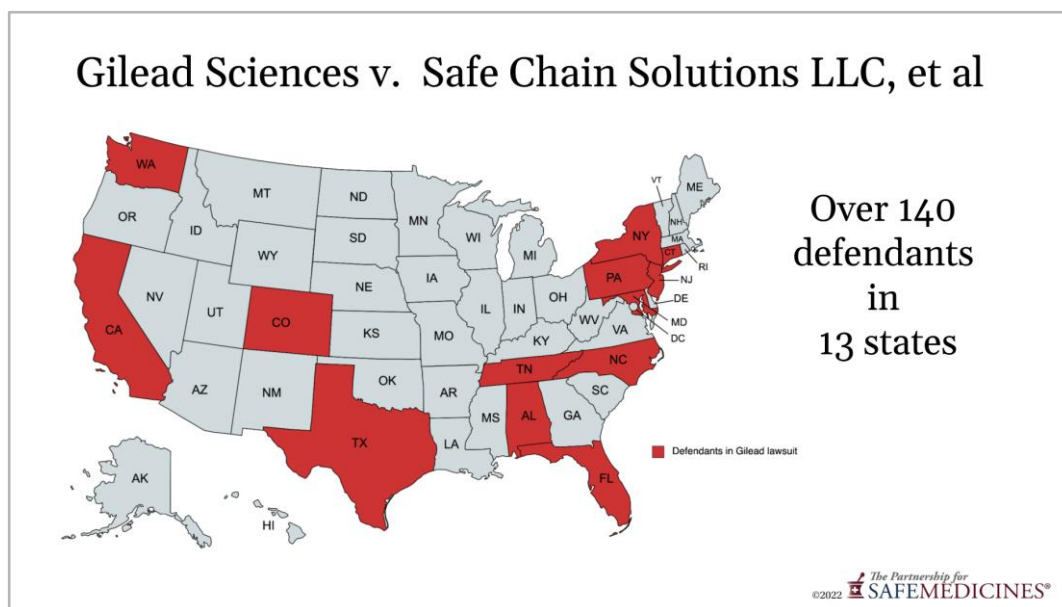 Gilead Sciences v. Safe Chain Solutions LLC, et al
WA
MT
ND
MN
VT
ME
OR
ID
SD
WI
NH
NY
MA
WY
MI
CT
RI
IA
PA
NJ
NE
NV
OH
IL
IN
DE
UT
CO
WV
MD
CA
KS
MO
VA
DC
KY
NC
TN
AZ
NM
OK
AR
SC
MS
AL
GA
TX
LA
FL
AK
HI
Defendants in Gilead lawsuit
Over 140
defendants
in
13 states
©2022
The Partnership for
SAFEMEDICINES®